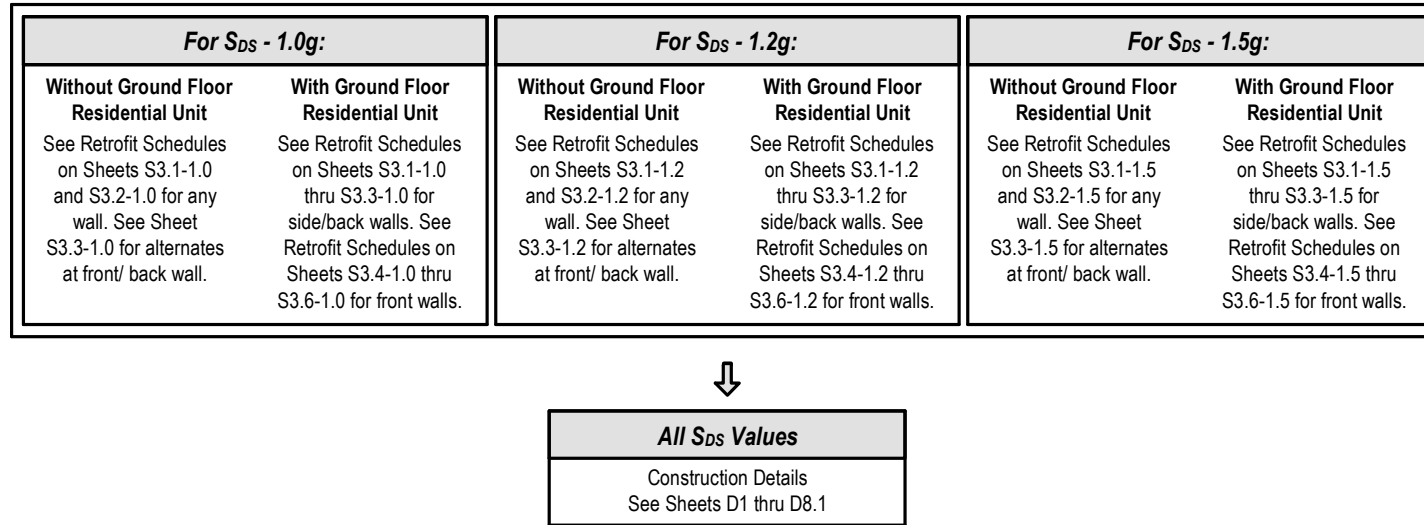 For SDS - 1.0g:
Without Ground Floor
Residential Unit
See Retrofit Schedules
on Sheets S3.1-1.0
and S3.2-1.0 for any
wall. See Sheet
S3.3-1.0 for alternates
at front/ back wall.
With Ground Floor
Residential Unit
See Retrofit Schedules
on Sheets S3.1-1.0
thru S3.3-1.0 for
side/back walls. See
Retrofit Schedules on
Sheets S3.4-1.0 thru
S3.6-1.0 for front walls.
For SDS - 1.2g:
Without Ground Floor
Residential Unit
See Retrofit Schedules
on Sheets S3.1-1.2
and S3.2-1.2 for any
wall. See Sheet
S3.3-1.2 for alternates
at front/ back wall.
With Ground Floor
Residential Unit
See Retrofit Schedules
on Sheets S3.1-1.2
thru S3.3-1.2 for
side/back walls. See
Retrofit Schedules on
Sheets S3.4-1.2 thru
S3.6-1.2 for front walls.
For SDS - 1.5g:
Without Ground Floor
Residential Unit
See Retrofit Schedules
on Sheets S3.1-1.5
and S3.2-1.5 for any
wall. See Sheet
S3.3-1.5 for alternates
at front/ back wall.
With Ground Floor
Residential Unit
See Retrofit Schedules
on Sheets S3.1-1.5
thru S3.3-1.5 for
side/back walls. See
Retrofit Schedules on
Sheets S3.4-1.5 thru
S3.6-1.5 for front walls.
All SDS Values
Construction Details
See Sheets D1 thru D8.1